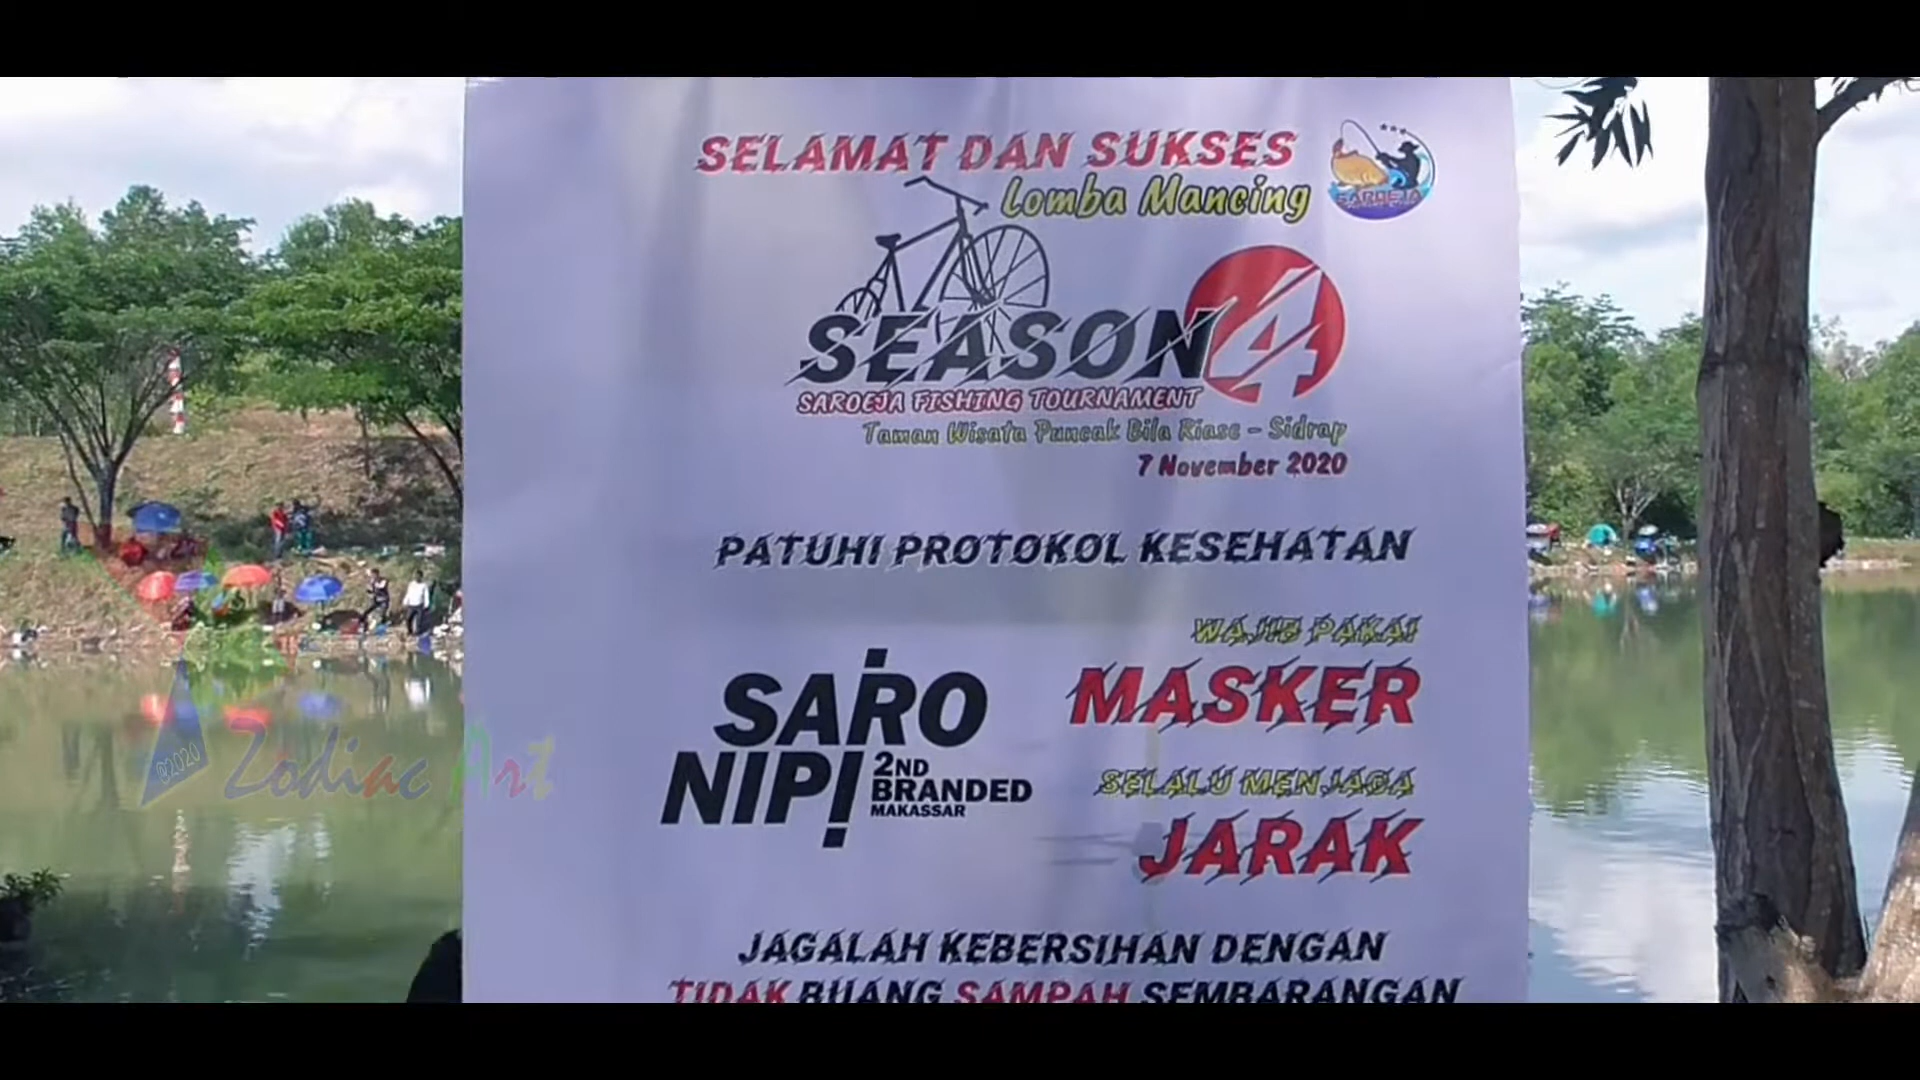 SELAMAT DAN SUKSES
Lomba Mancing
SAROEJA
SEASON 4
SAROEJA FISHING TOURNAMENT
Taman Wisata Puncak Bila Riase - Sidrap
7 November 2020
PATUHI PROTOKOL KESEHATAN
WAJIB PAKAI
MASKER
SARO
NIPI
2ND
BRANDED
MAKASSAR
SELALU MENJAGA
JARAK
JAGALAH KEBERSIHAN DENGAN
TIDAK BUANG SAMPAH SEMBARANGAN
@2020 Zodiac Art